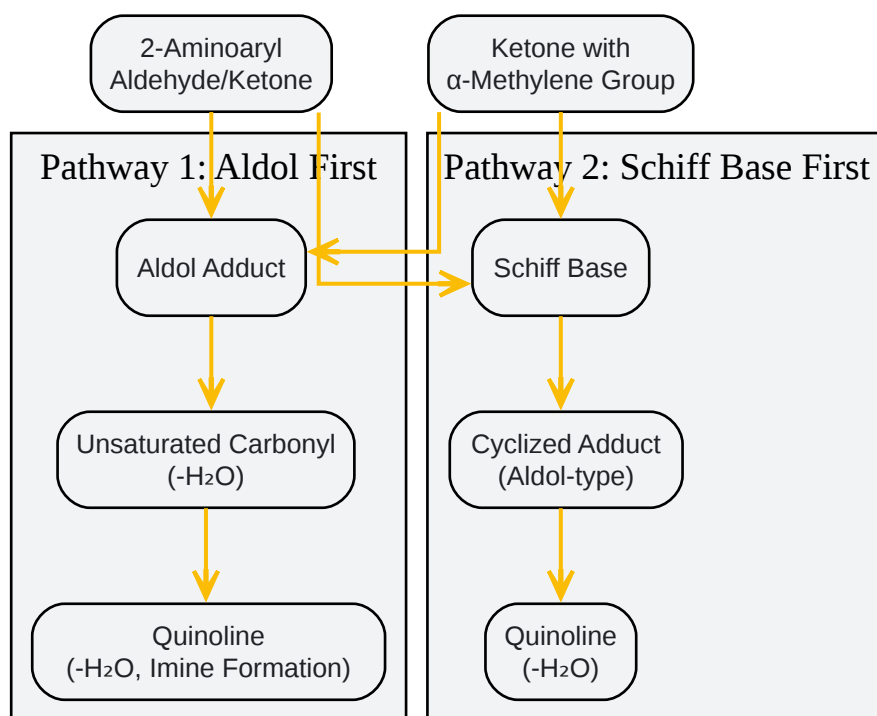 2-Aminoaryl
Aldehyde/Ketone
Ketone with
α-Methylene Group
Pathway 1: Aldol First
Pathway 2: Schiff Base First
Aldol Adduct
Schiff Base
Unsaturated Carbonyl
(-H₂O)
Cyclized Adduct
(Aldol-type)
Quinoline
(-H₂O, Imine Formation)
Quinoline
(-H₂O)